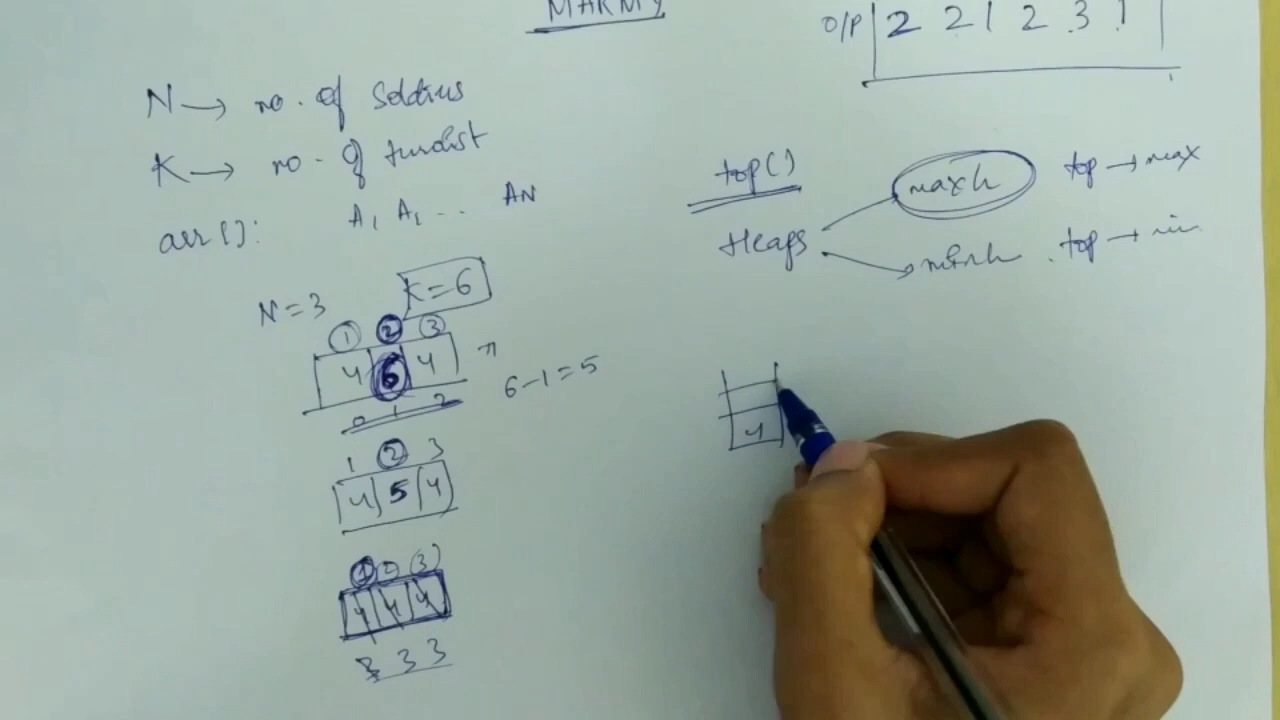 MARMY
O/P 2 2 1 2 3 1
N → no. of Soldiers
K → no. of
arr[]: A1 A1 ... AN
top()
Heaps
maxh top → max
minh top → min
N=3 K=6
1 2 3
4 6 4
0 1 2
6-1=5
1 2 3
4 5 4
1 2 3
4 4 4
3 3 3
4